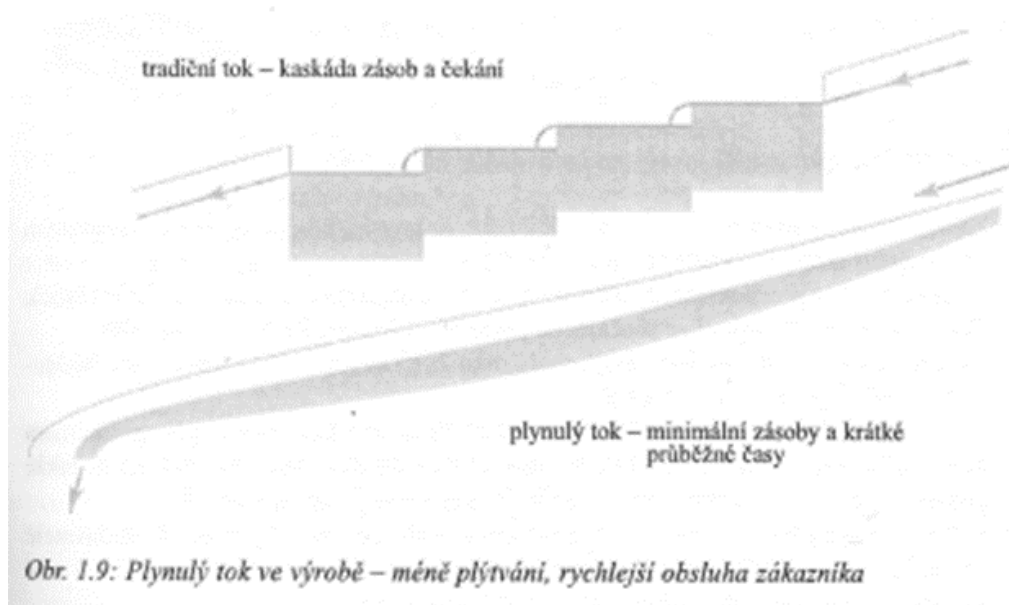 tradiční tok – kaskáda zásob a čekání
plynulý tok – minimální zásoby a krátké
průběžné časy
Obr. 1.9: Plynulý tok ve výrobě – méně plýtvání, rychlejší obsluha zákazníka